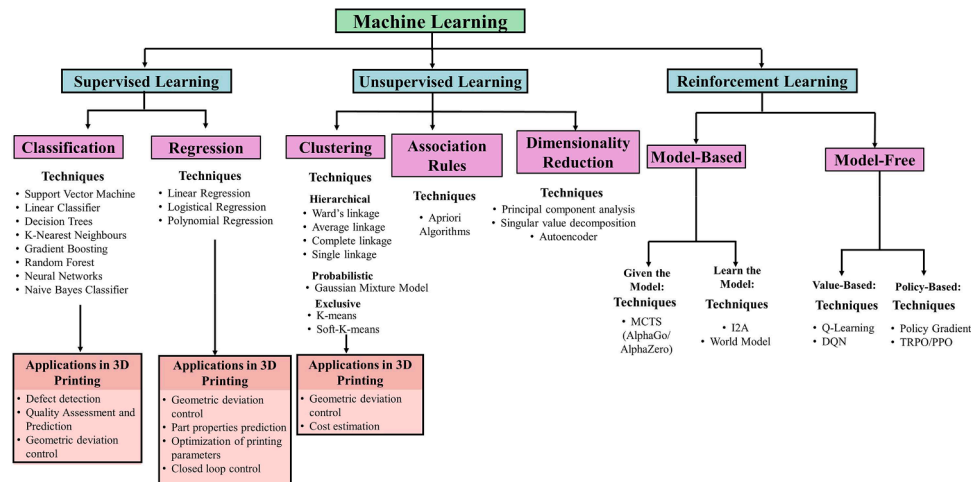 Machine Learning
Supervised Learning
Unsupervised Learning
Reinforcement Learning
Classification
Techniques
• Support Vector Machine
• Linear Classifier
• Decision Trees
• K-Nearest Neighbours
• Gradient Boosting
• Random Forest
• Neural Networks
• Naive Bayes Classifier
Applications in 3D
Printing
• Defect detection
• Quality Assessment and
Prediction
• Geometric deviation
control
Regression
Techniques
• Linear Regression
• Logistical Regression
• Polynomial Regression
Applications in 3D
Printing
• Geometric deviation
control
• Part properties prediction
• Optimization of printing
parameters
• Closed loop control
Clustering
Techniques
Hierarchical
• Ward's linkage
• Average linkage
• Complete linkage
• Single linkage
Probabilistic
• Gaussian Mixture Model
Exclusive
• K-means
• Soft-K-means
Applications in 3D
Printing
• Geometric deviation
control
• Cost estimation
Association
Rules
Techniques
• Apriori
Algorithms
Dimensionality
Reduction
Techniques
• Principal component analysis
• Singular value decomposition
• Autoencoder
Model-Based
Given the
Model:
Techniques
• MCTS
(AlphaGo/
AlphaZero)
Learn the
Model:
Techniques
• I2A
• World Model
Model-Free
Value-Based:
Techniques
• Q-Learning
• DQN
Policy-Based:
Techniques
• Policy Gradient
• TRPO/PPO